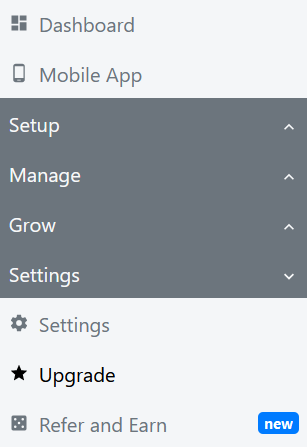 Dashboard
Mobile App
Setup
Manage
Grow
Settings
Settings
Upgrade
Refer and Earn new